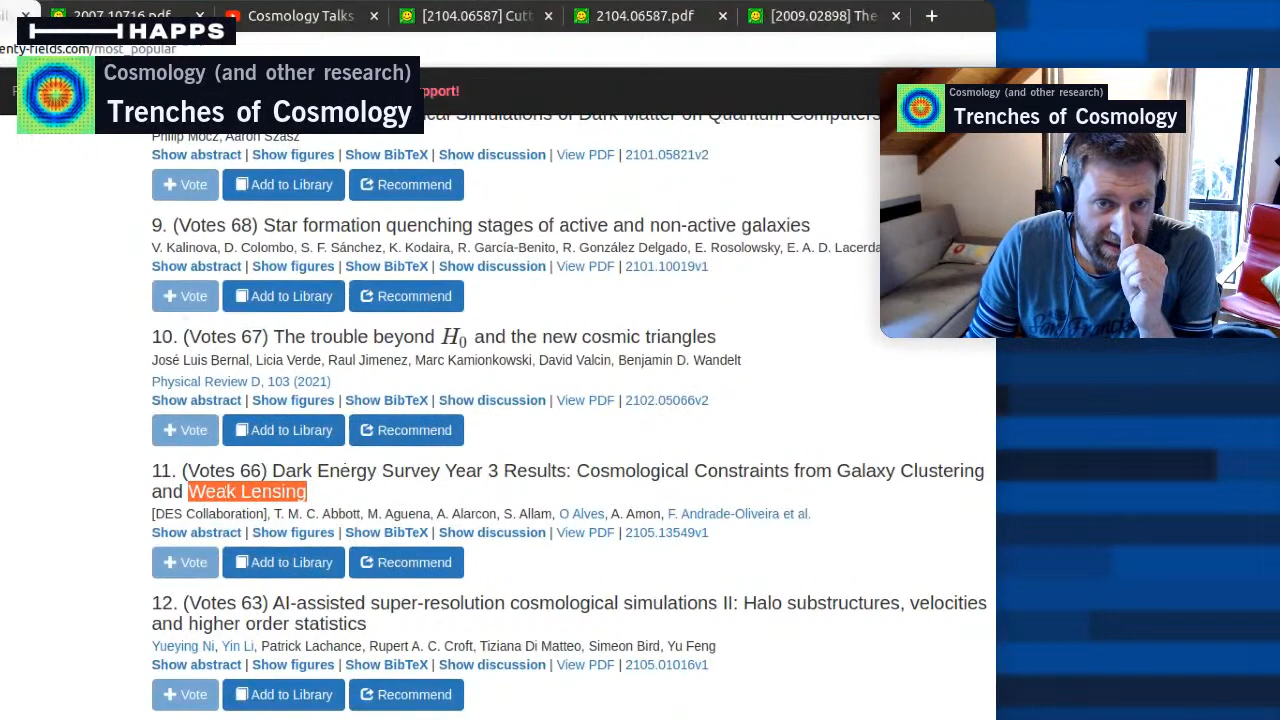 2007.10716.pdf
Cosmology Talks
[2104.06587] Cutt
2104.06587.pdf
[2009.02898] The
HAPPS
enty-fields.com/most_popular
Cosmology (and other research)
Trenches of Cosmology
pport!
Cosmology (and other research)
Trenches of Cosmology
ical Simulations of Dark Matter on Quantum Computers
Philip Mocz, Aaron Szasz
Show abstract | Show figures | Show BibTeX | Show discussion | View PDF | 2101.05821v2
Vote Add to Library Recommend
9. (Votes 68) Star formation quenching stages of active and non-active galaxies
V. Kalinova, D. Colombo, S. F. Sánchez, K. Kodaira, R. García-Benito, R. González Delgado, E. Rosolowsky, E. A. D. Lacerda
Show abstract | Show figures | Show BibTeX | Show discussion | View PDF | 2101.10019v1
Vote Add to Library Recommend
10. (Votes 67) The trouble beyond H0 and the new cosmic triangles
José Luis Bernal, Licia Verde, Raul Jimenez, Marc Kamionkowski, David Valcin, Benjamin D. Wandelt
Physical Review D, 103 (2021)
Show abstract | Show figures | Show BibTeX | Show discussion | View PDF | 2102.05066v2
Vote Add to Library Recommend
11. (Votes 66) Dark Energy Survey Year 3 Results: Cosmological Constraints from Galaxy Clustering
and Weak Lensing
[DES Collaboration], T. M. C. Abbott, M. Aguena, A. Alarcon, S. Allam, O Alves, A. Amon, F. Andrade-Oliveira et al.
Show abstract | Show figures | Show BibTeX | Show discussion | View PDF | 2105.13549v1
Vote Add to Library Recommend
12. (Votes 63) AI-assisted super-resolution cosmological simulations II: Halo substructures, velocities
and higher order statistics
Yueying Ni, Yin Li, Patrick Lachance, Rupert A. C. Croft, Tiziana Di Matteo, Simeon Bird, Yu Feng
Show abstract | Show figures | Show BibTeX | Show discussion | View PDF | 2105.01016v1
Vote Add to Library Recommend